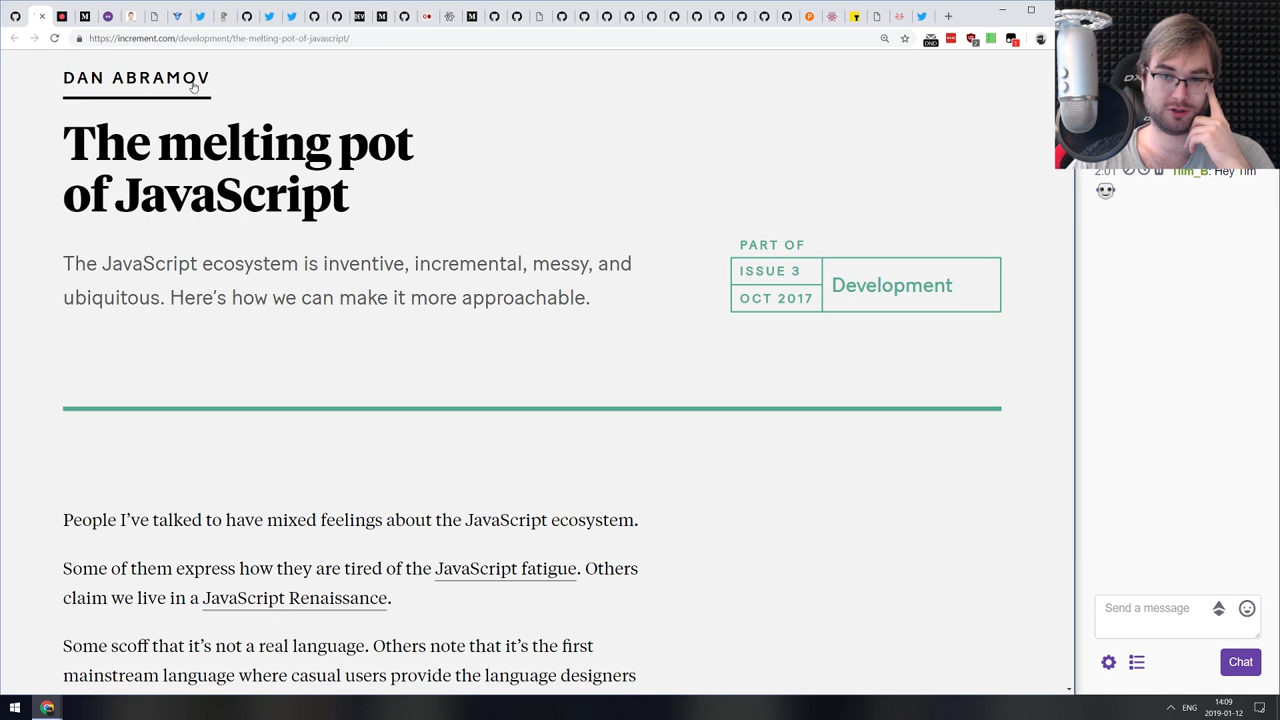 https://increment.com/development/the-melting-pot-of-javascript/
DND
2
1
DAN ABRAMOV
The melting pot
of JavaScript
The JavaScript ecosystem is inventive, incremental, messy, and
ubiquitous. Here's how we can make it more approachable.
PART OF
ISSUE 3
OCT 2017
Development
People I've talked to have mixed feelings about the JavaScript ecosystem.
Some of them express how they are tired of the JavaScript fatigue. Others
claim we live in a JavaScript Renaissance.
Some scoff that it's not a real language. Others note that it's the first
mainstream language where casual users provide the language designers
: Hey Tim
Send a message
Chat
ENG
14:09
2019-01-12